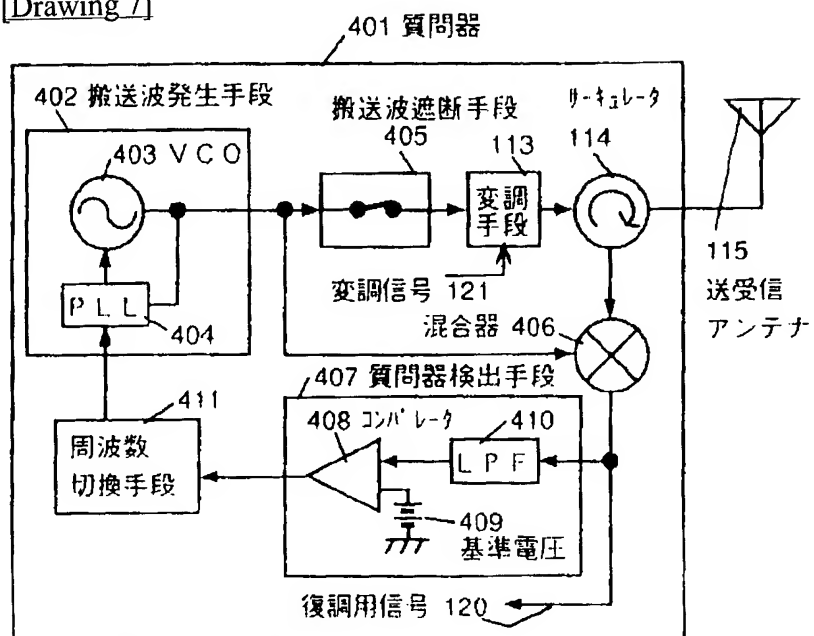 [Drawing 7]
401 質問器
402 搬送波発生手段
搬送波遮断手段
405
サーキュレータ
114
403 VCO
113
変調
手段
115
送受信
アンテナ
PLL
404
変調信号 121
混合器 406
407 質問器検出手段
411
408 コンパレータ
410
周波数
切換手段
LPF
409
基準電圧
復調用信号 120